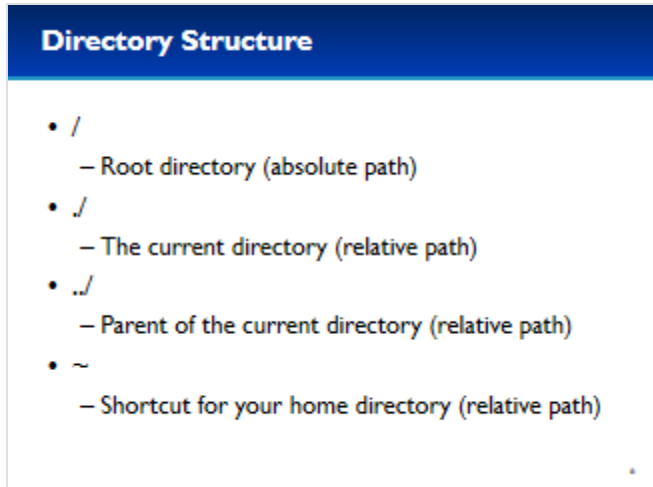 Directory Structure
• /
– Root directory (absolute path)
• ./
– The current directory (relative path)
• ../
– Parent of the current directory (relative path)
• ~
– Shortcut for your home directory (relative path)